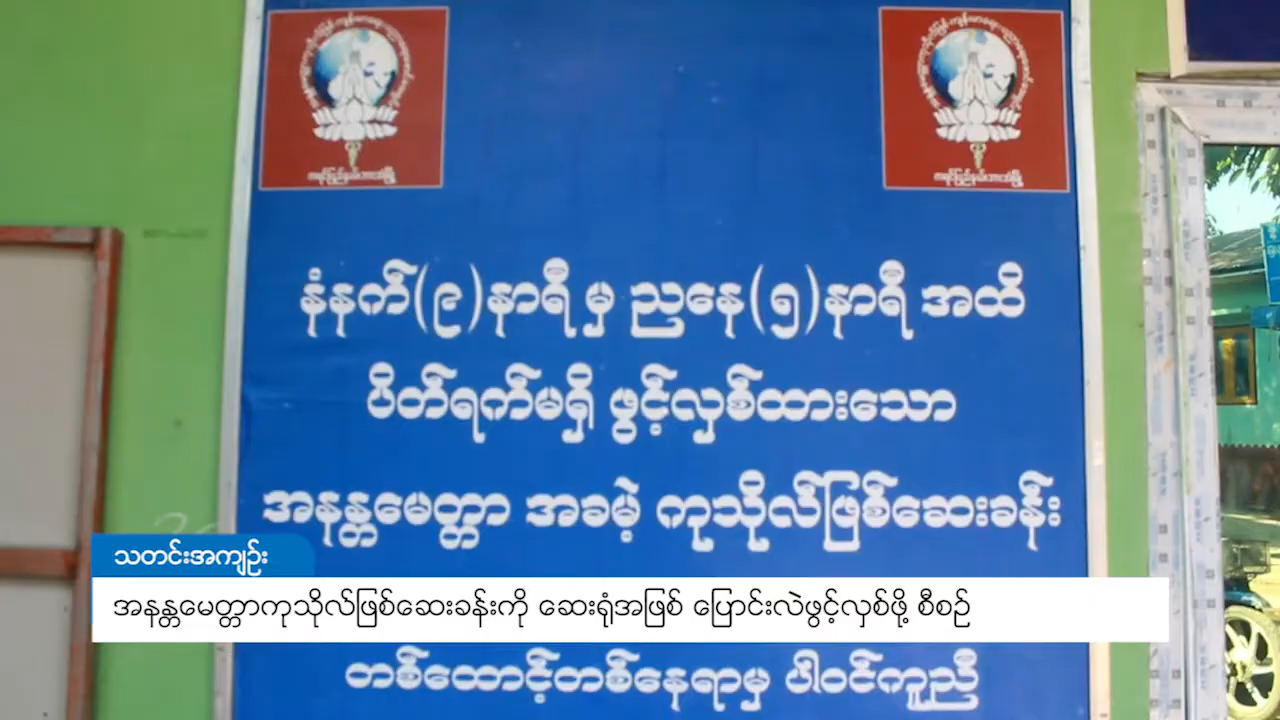 နံနက်(၉)နာရီ မှ ညနေ(၅)နာရီ အထိ
ပိတ်ရက်မရှိ ဖွင့်လှစ်ထားသော
အနန္တမေတ္တာ အခမဲ့ ကုသိုလ်ဖြစ်ဆေးခန်း
သတင်းအကျဉ်း
အနန္တမေတ္တာကုသိုလ်ဖြစ်ဆေးခန်းကို ဆေးရုံအဖြစ် ပြောင်းလဲဖွင့်လှစ်ဖို့ စီစဉ်
တစ်ထောင့်တစ်နေရာမှ ပါဝင်ကူညီ